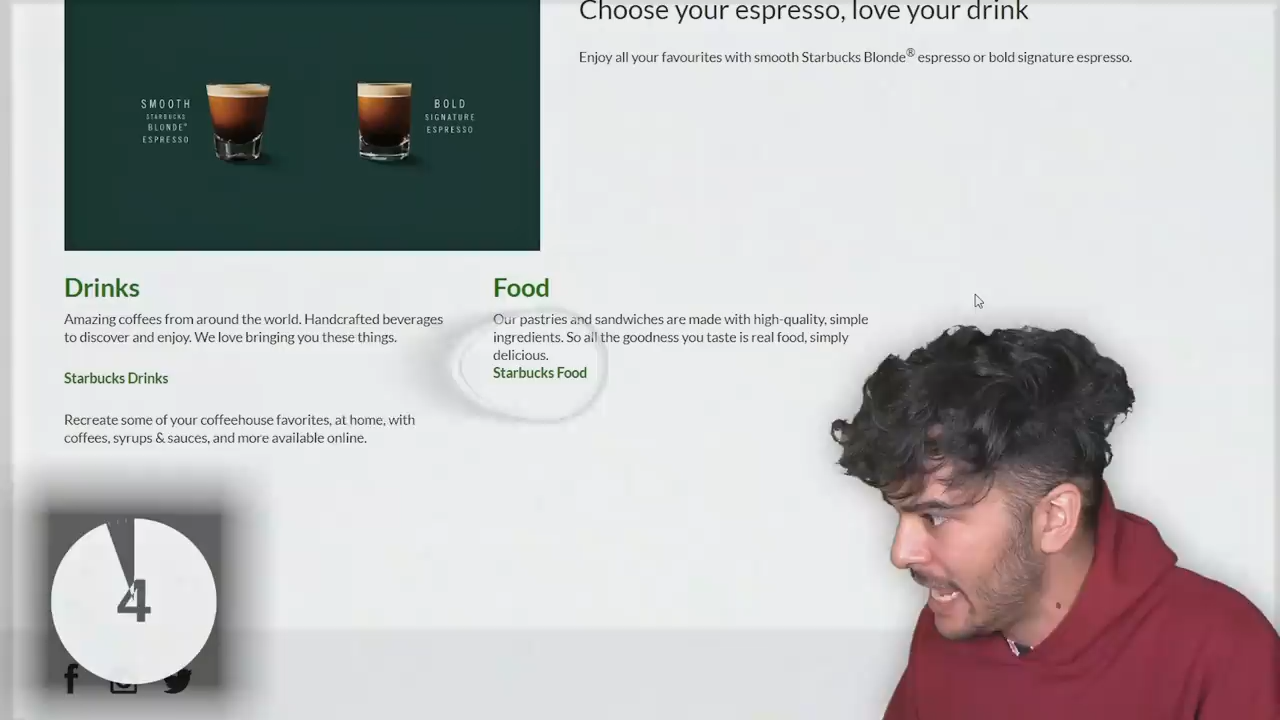 Choose your espresso, love your drink
Enjoy all your favourites with smooth Starbucks Blonde® espresso or bold signature espresso.
SMOOTH
STARBUCKS
BLONDE®
ESPRESSO
BOLD
SIGNATURE
ESPRESSO
Drinks
Amazing coffees from around the world. Handcrafted beverages
to discover and enjoy. We love bringing you these things.
Starbucks Drinks
Recreate some of your coffeehouse favorites, at home, with
coffees, syrups & sauces, and more available online.
Food
Our pastries and sandwiches are made with high-quality, simple
ingredients. So all the goodness you taste is real food, simply
delicious.
Starbucks Food
4